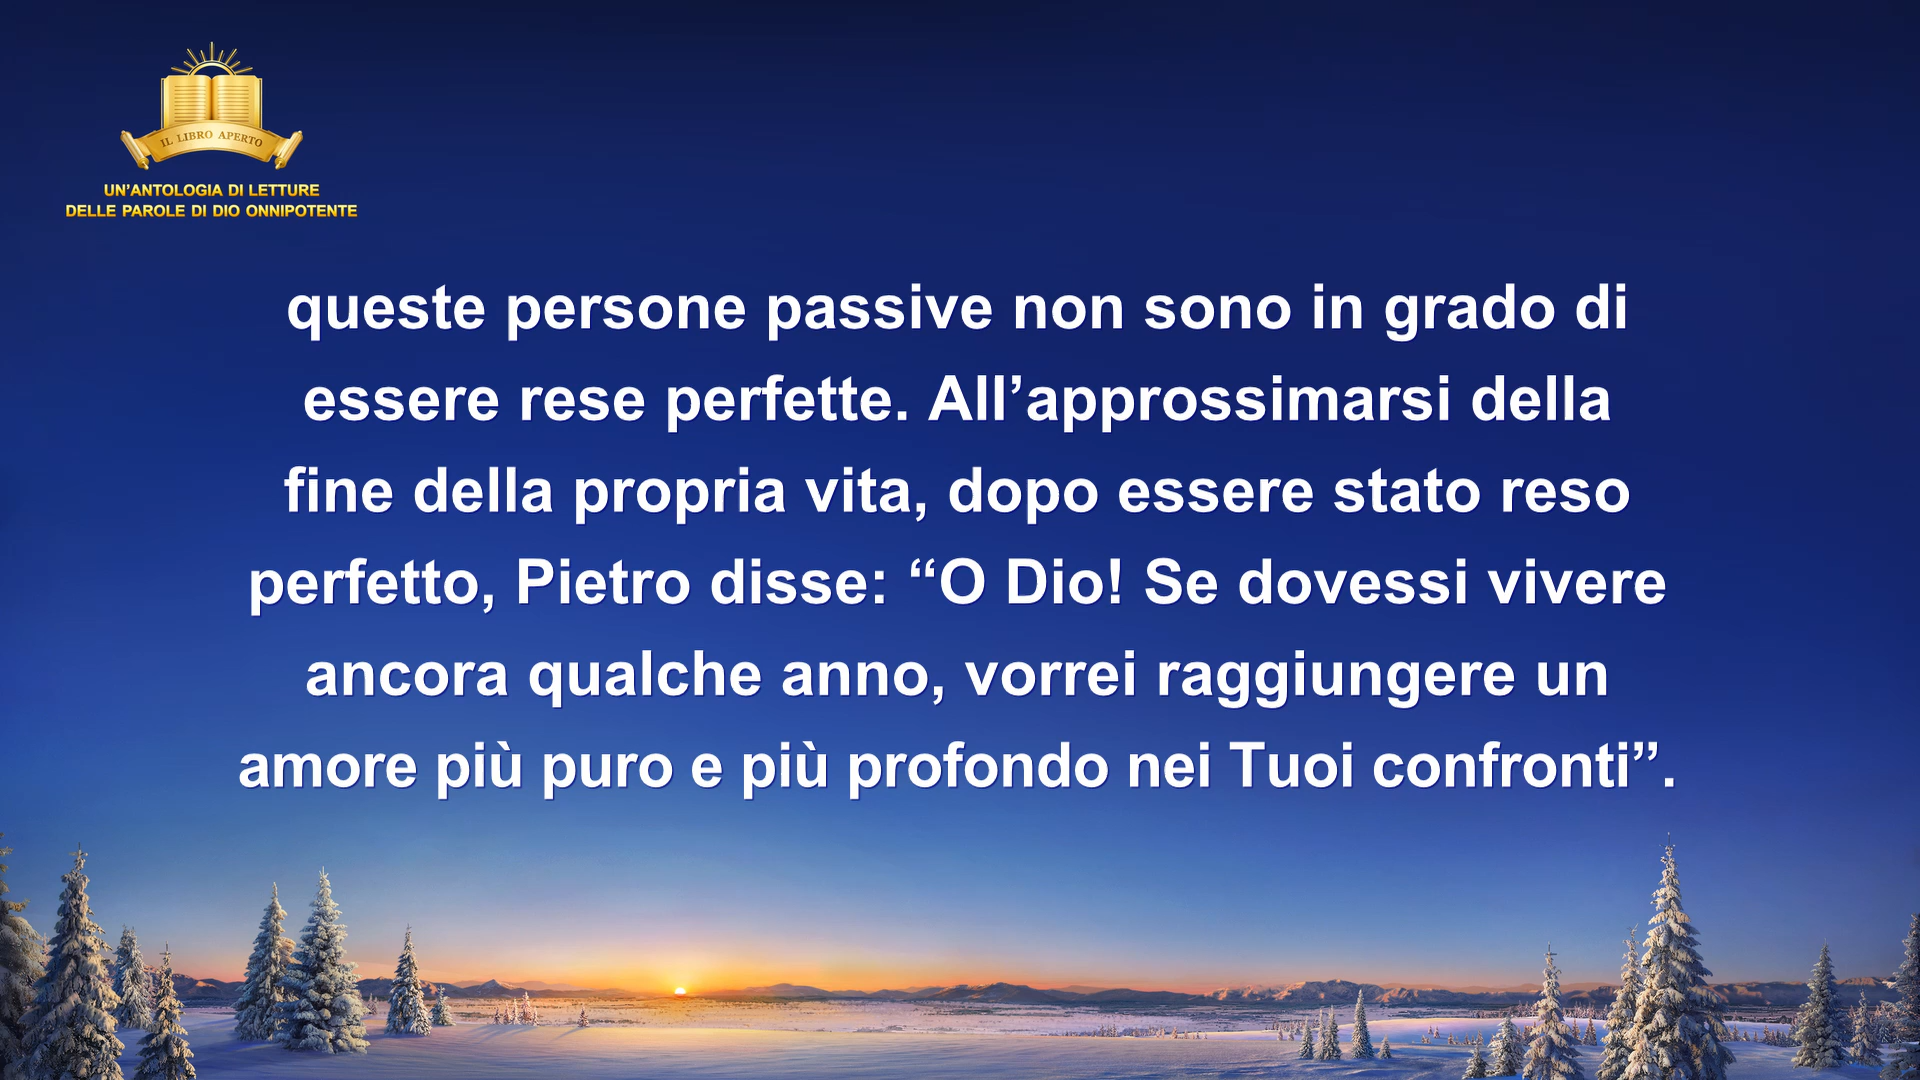 IL LIBRO APERTO
UN’ANTOLOGIA DI LETTURE
DELLE PAROLE DI DIO ONNIPOTENTE
queste persone passive non sono in grado di
essere rese perfette. All’approssimarsi della
fine della propria vita, dopo essere stato reso
perfetto, Pietro disse: “O Dio! Se dovessi vivere
ancora qualche anno, vorrei raggiungere un
amore più puro e più profondo nei Tuoi confronti”.